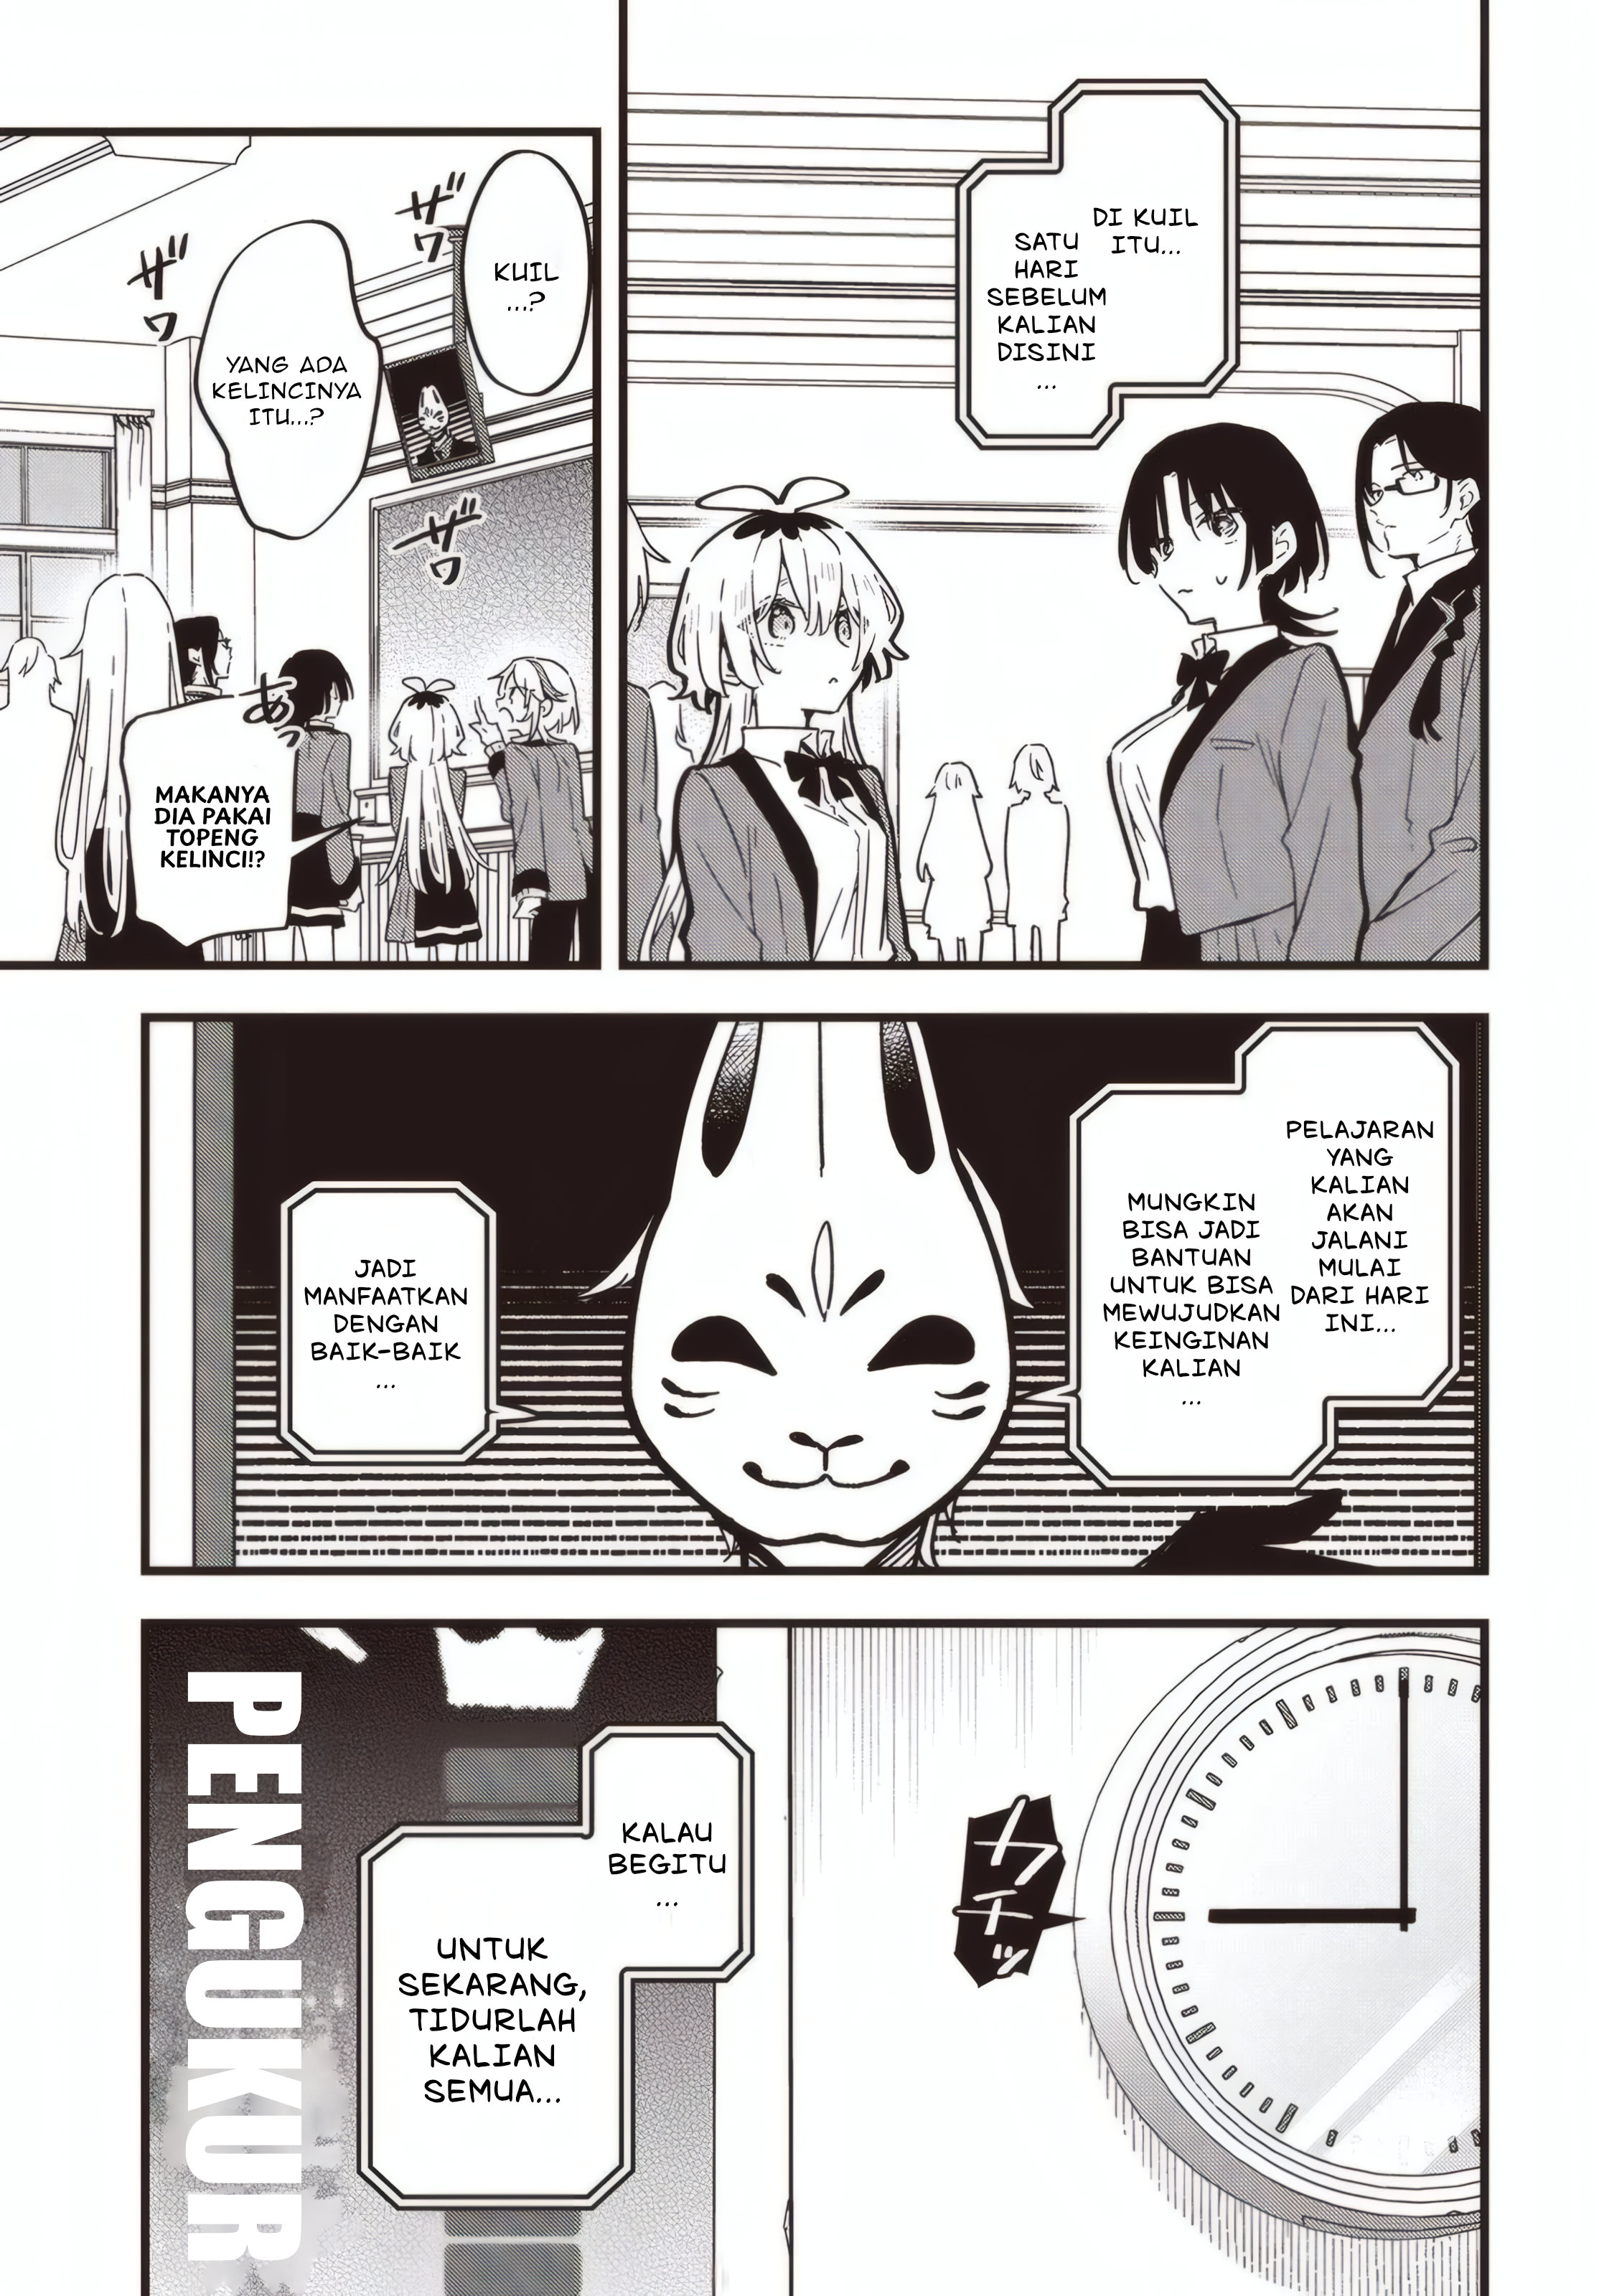 DI KUIL
ITU...
SATU
HARI
SEBELUM
KALIAN
DISINI
...
KUIL
...?
ザワ
YANG ADA
KELINCINYA
ITU...?
ザワ
ザワ
あっ
MAKANYA
DIA PAKAI
TOPENG
KELINCI!?
PELAJARAN
YANG
KALIAN
AKAN
JALANI
MULAI
DARI HARI
INI...
MUNGKIN
BISA JADI
BANTUAN
UNTUK BISA
MEWUJUDKAN
KEINGINAN
KALIAN
...
JADI
MANFAATKAN
DENGAN
BAIK-BAIK
...
カチッ
KALAU
BEGITU
...
UNTUK
SEKARANG,
TIDURLAH
KALIAN
SEMUA...
PENGUKUR